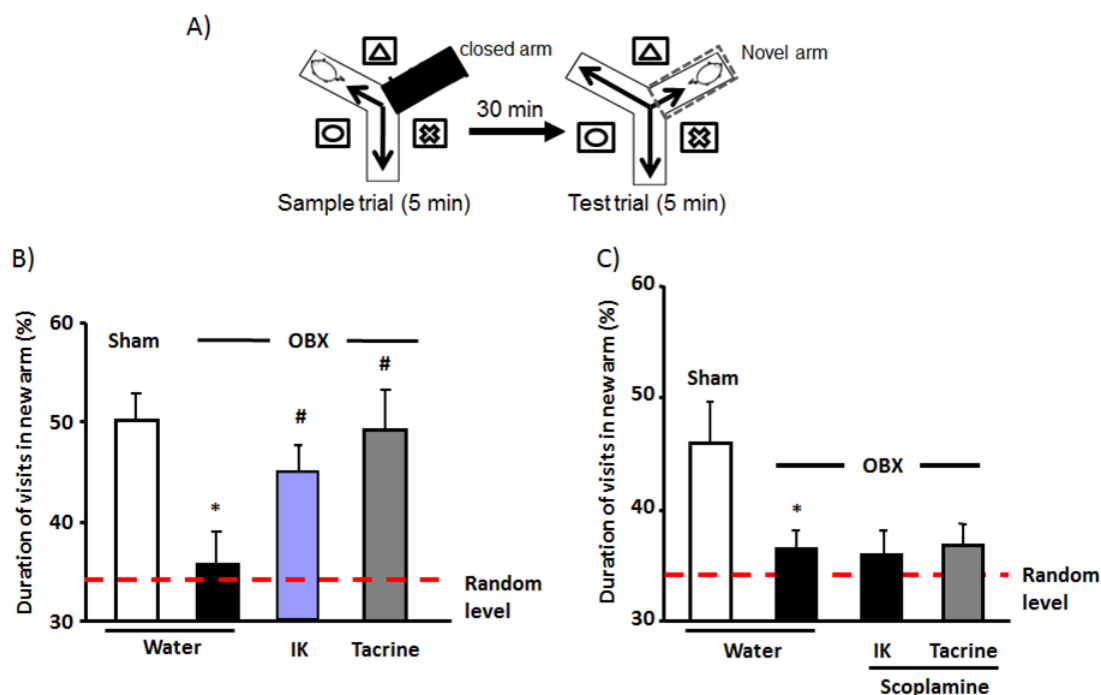 A)
closed arm
Novel arm
30 min
Sample trial (5 min)
Test trial (5 min)
B)
Duration of visits in new arm (%)
60
50
40
30
Sham
OBX
*
#
#
Random
level
Water
IK
Tacrine
C)
Duration of visits in new arm (%)
60
50
40
30
Sham
OBX
*
Random
level
Water
IK
Tacrine
Scoplamine